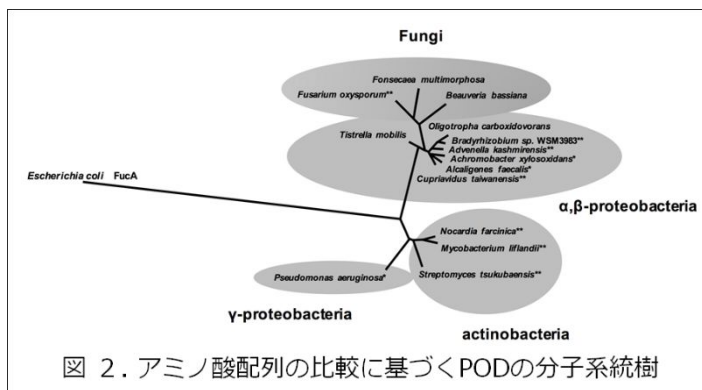 Fungi
Fonsecaea multimorphosa
Fusarium oxysporum**
Beauveria bassiana
Oligotropha carboxidovorans
Tistrella mobilis
Bradyrhizobium sp. WSM3983**
Advenella kashmirensis**
Achromobacter xylosoxidans*
Alcaligenes faecalis*
Cupriavidus taiwanensis**
Escherichia coli FucA
α,β-proteobacteria
Nocardia farcinica**
Mycobacterium liflandii**
Streptomyces tsukubaensis**
Pseudomonas aeruginosa*
γ-proteobacteria
actinobacteria
図 2. アミノ酸配列の比較に基づくPODの分子系統樹